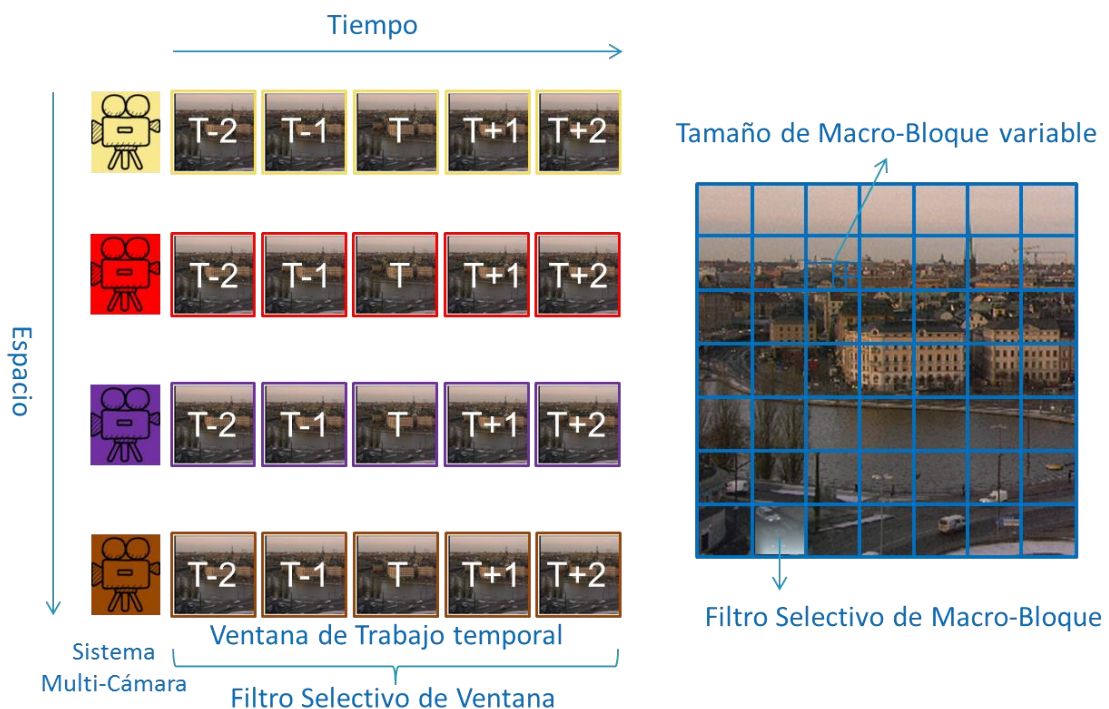 Tiempo
T-2 T-1 T T+1 T+2
Tamaño de Macro-Bloque variable
T-2 T-1 T T+1 T+2
Espacio
T-2 T-1 T T+1 T+2
T-2 T-1 T T+1 T+2
Filtro Selectivo de Macro-Bloque
Ventana de Trabajo temporal
Sistema
Multi-Cámara
Filtro Selectivo de Ventana